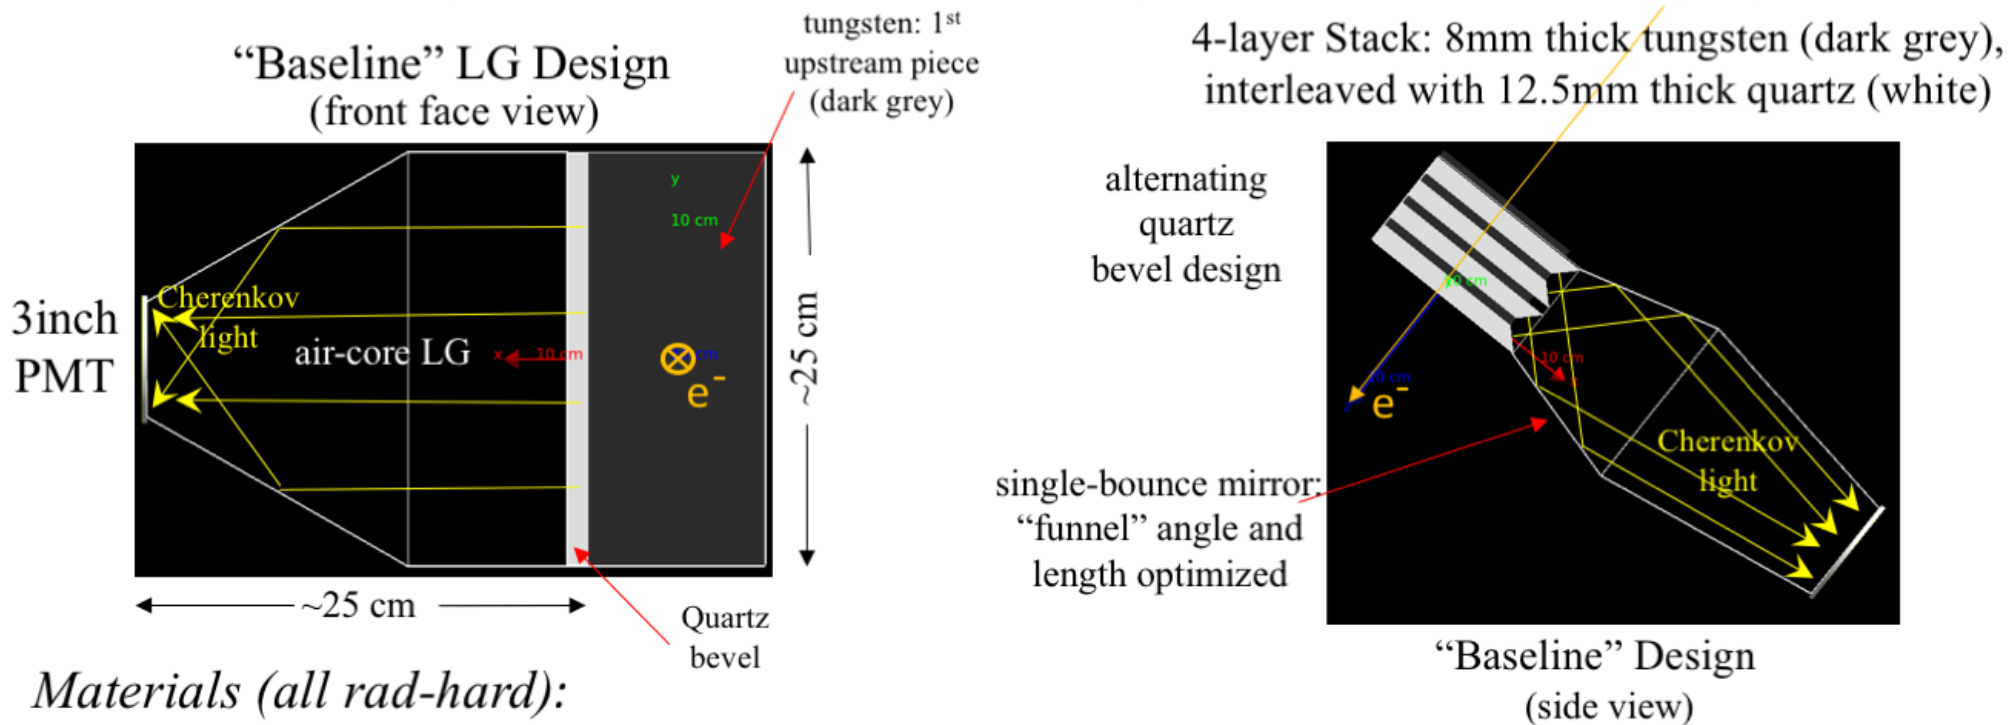 “Baseline” LG Design
(front face view)
tungsten: 1st
upstream piece
(dark grey)
y
10 cm
Cherenkov
light
air-core LG
x
10 cm
cm
e-
3inch
PMT
~25 cm
~25 cm
Quartz
bevel
Materials (all rad-hard):
4-layer Stack: 8mm thick tungsten (dark grey),
interleaved with 12.5mm thick quartz (white)
alternating
quartz
bevel design
10 cm
10 cm
10 cm
e-
Cherenkov
light
single-bounce mirror:
“funnel” angle and
length optimized
“Baseline” Design
(side view)